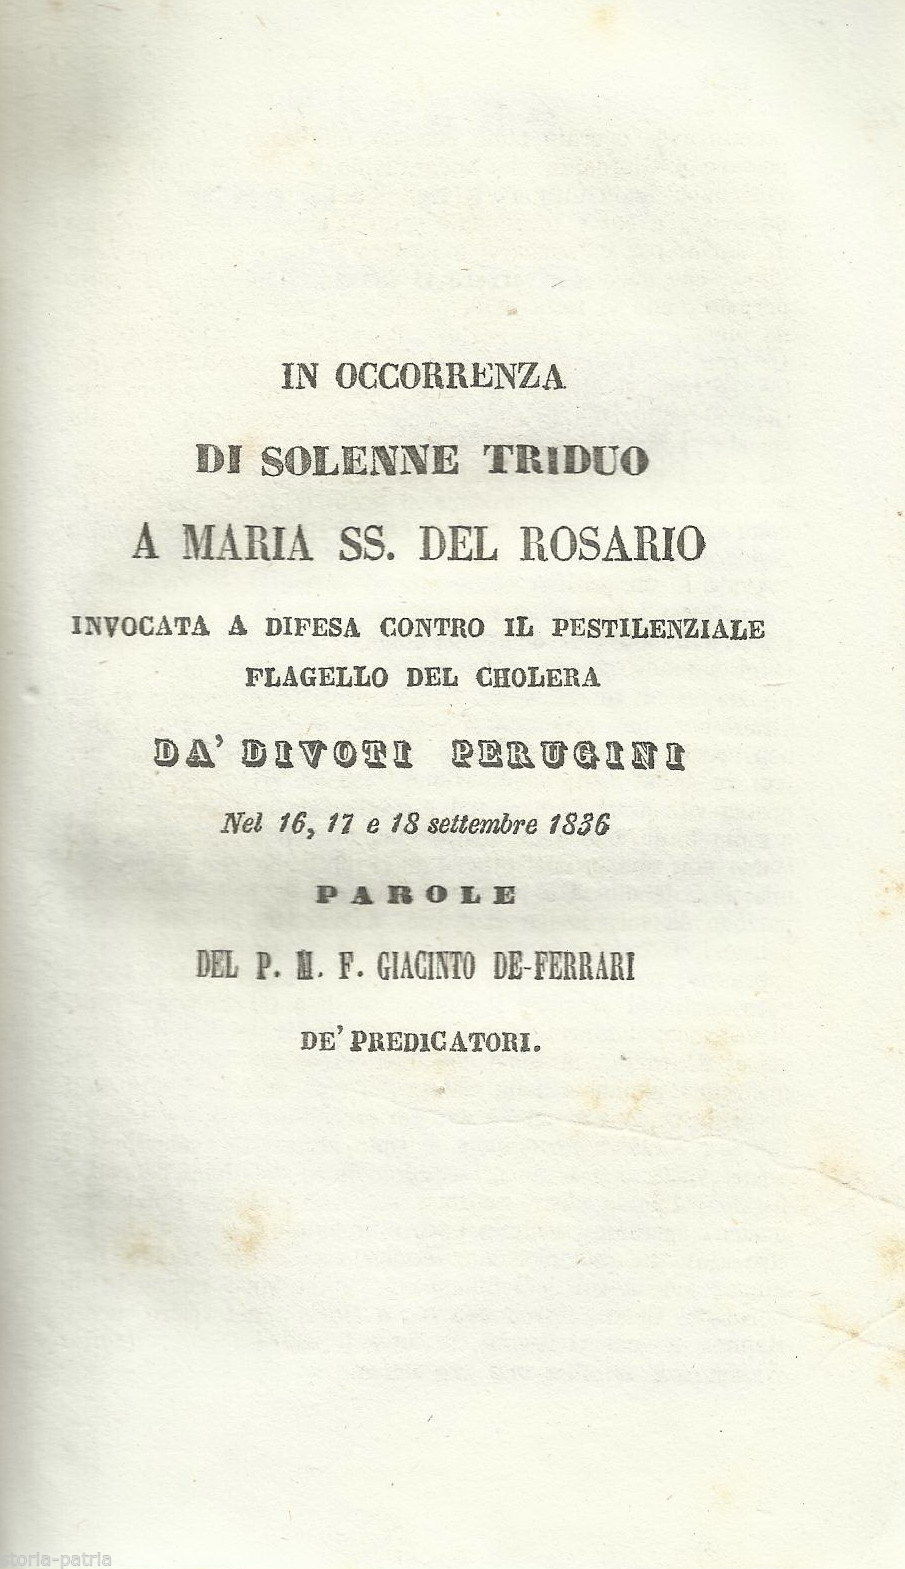 IN OCCORRENZA
DI SOLENNE TRIDUO
A MARIA SS. DEL ROSARIO
INVOCATA A DIFESA CONTRO IL PESTILENZIALE
FLAGELLO DEL CHOLERA
DA' DIVOTI PERUGINI
Nel 16, 17 e 18 settembre 1836
PAROLE
DEL P. M. F. GIACINTO DE-FERRARI
DE' PREDICATORI.
storia-patria